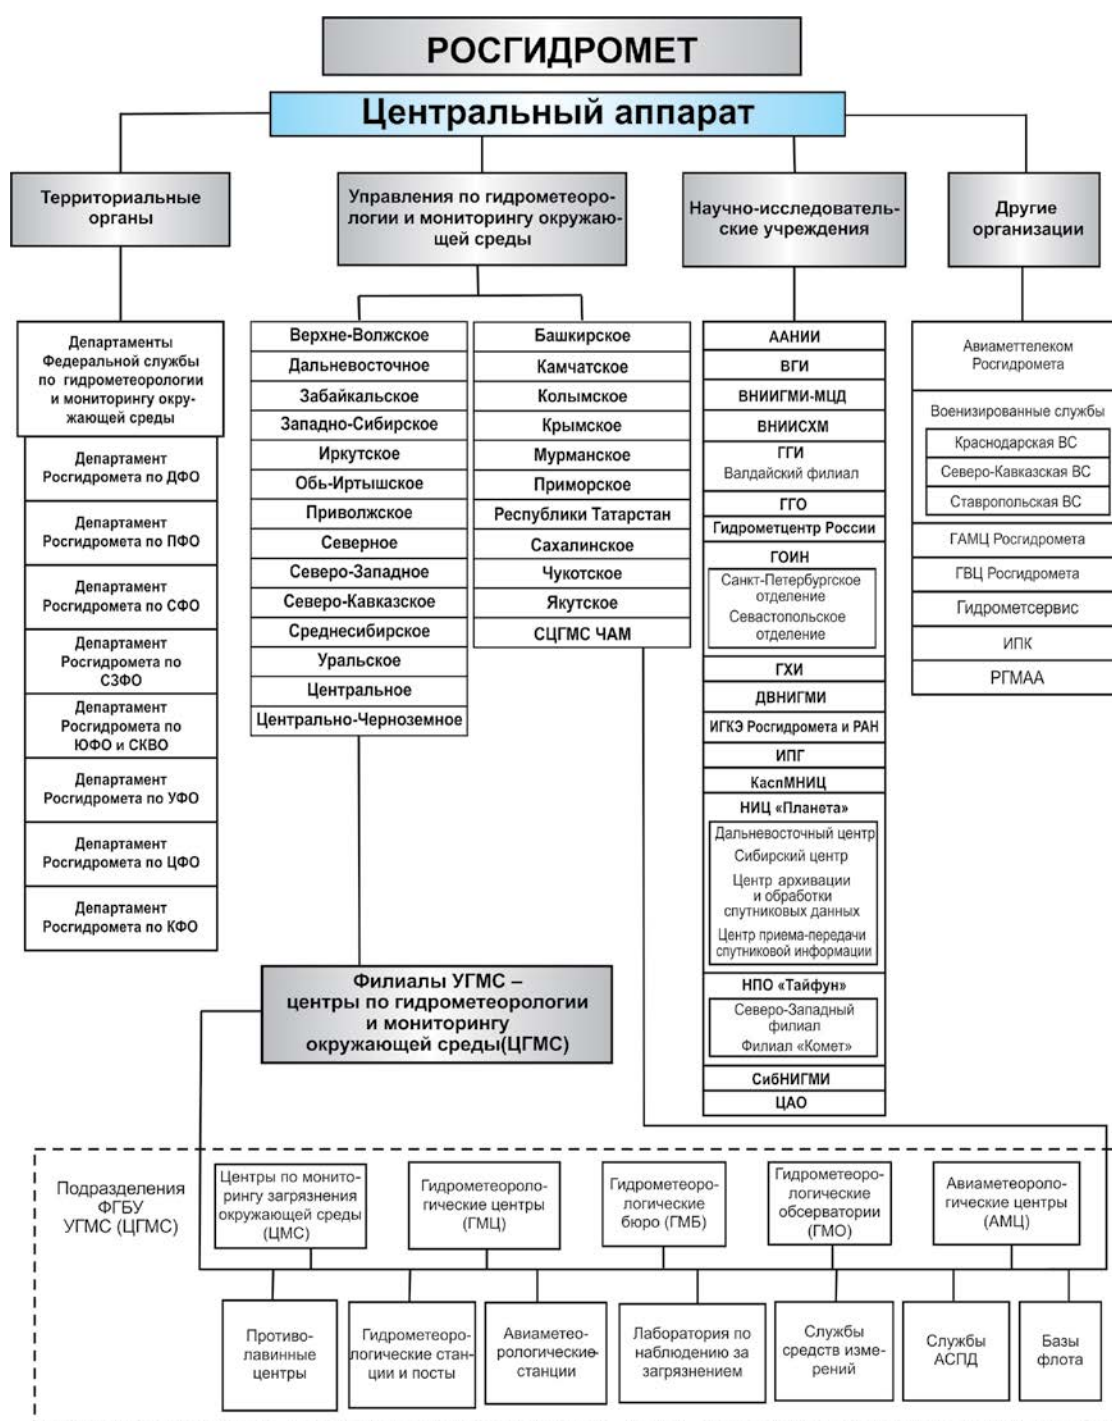 РОСГИДРОМЕТ
Центральный аппарат
Территориальные
органы
Департаменты
Федеральной службы
по гидрометеорологии
и мониторингу окру-
жающей среды
Департамент
Росгидромета по ДФО
Департамент
Росгидромета по ПФО
Департамент
Росгидромета по СФО
Департамент
Росгидромета по
СЗФО
Департамент
Росгидромета по
ЮФО и СКВО
Департамент
Росгидромета по УФО
Департамент
Росгидромета по ЦФО
Департамент
Росгидромета по КФО
Управления по гидрометеоро-
логии и мониторингу окружаю-
щей среды
Верхне-Волжское
Дальневосточное
Забайкальское
Западно-Сибирское
Иркутское
Обь-Иртышское
Приволжское
Северное
Северо-Западное
Северо-Кавказское
Среднесибирское
Уральское
Центральное
Центрально-Черноземное
Башкирское
Камчатское
Колымское
Крымское
Мурманское
Приморское
Республики Татарстан
Сахалинское
Чукотское
Якутское
СЦГМС ЧАМ
Научно-исследователь-
ские учреждения
ААНИИ
ВГИ
ВНИИГМИ-МЦД
ВНИИСХМ
ГГИ
Валдайский филиал
ГГО
Гидрометцентр России
ГОИН
Санкт-Петербургское
отделение
Севастопольское
отделение
ГХИ
ДВНИГМИ
ИГКЭ Росгидромета и РАН
ИПГ
КаспМНИЦ
НИЦ «Планета»
Дальневосточный центр
Сибирский центр
Центр архивации
и обработки
спутниковых данных
Центр приема-передачи
спутниковой информации
НПО «Тайфун»
Северо-Западный
филиал
Филиал «Комет»
СибНИГМИ
ЦАО
Другие
организации
Авиаметтелеком
Росгидромета
Военизированные службы
Краснодарская ВС
Северо-Кавказская ВС
Ставропольская ВС
ГАМЦ Росгидромета
ГВЦ Росгидромета
Гидрометсервис
ИПК
РГМАА
Филиалы УГМС –
центры по гидрометеорологии
и мониторингу
окружающей среды(ЦГМС)
Подразделения
ФГБУ
УГМС (ЦГМС)
Центры по монито-
рингу загрязнения
окружающей среды
(ЦМС)
Гидрометеороло-
гические центры
(ГМЦ)
Гидрометеоро-
логические
бюро (ГМБ)
Гидрометеоро-
логические
обсерватории
(ГМО)
Авиаметеороло-
гические центры
(АМЦ)
Противо-
лавинные
центры
Гидрометеоро-
логические стан-
ции и посты
Авиаметео-
рологические
станции
Лаборатория по
наблюдению за
загрязнением
Службы
средств изме-
рений
Службы
АСПД
Базы
флота